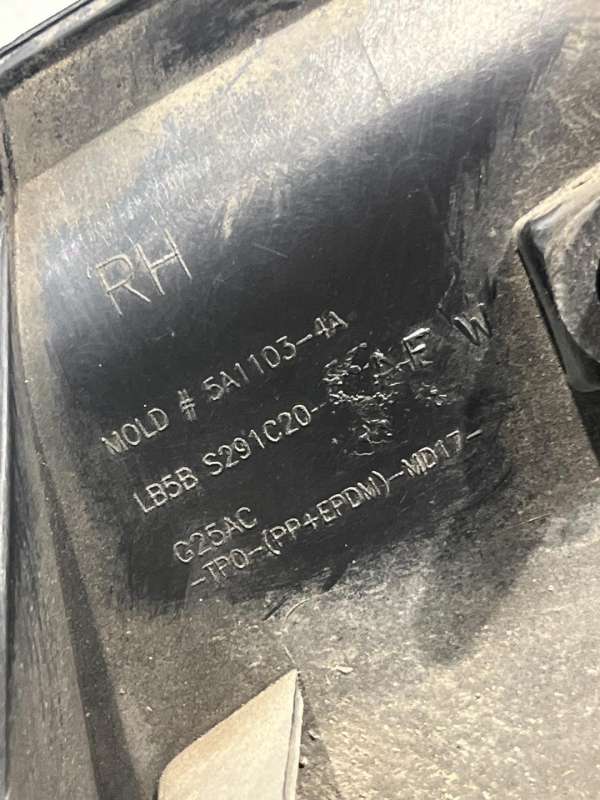 RH
MOLD # 5A1103-4A
LB5B S291C20-
G25AC
-TPO-(PP+EPDM)-MD17-